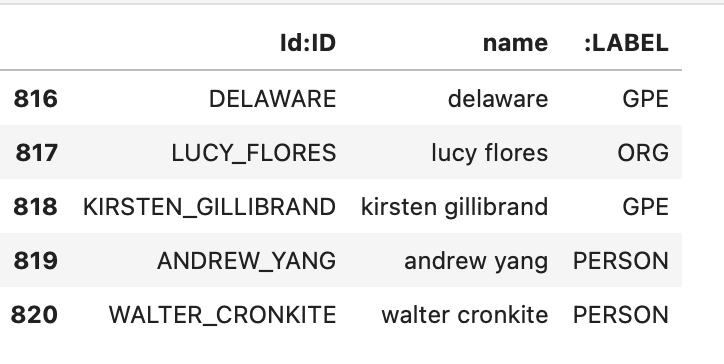 Id:ID name :LABEL
816 DELAWARE delaware GPE
817 LUCY_FLORES lucy flores ORG
818 KIRSTEN_GILLIBRAND kirsten gillibrand GPE
819 ANDREW_YANG andrew yang PERSON
820 WALTER_CRONKITE walter cronkite PERSON